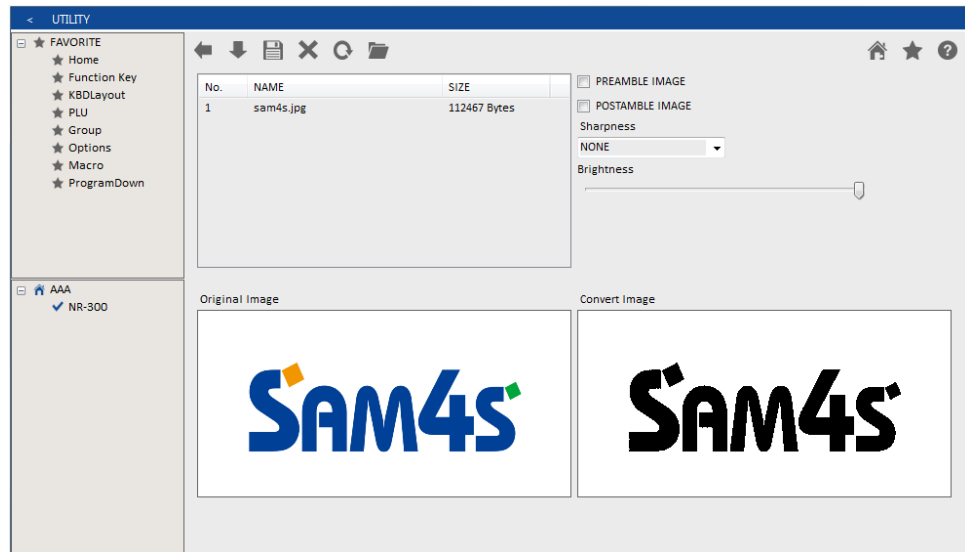 < UTILITY
FAVORITE
Home
Function Key
KBDLayout
PLU
Group
Options
Macro
ProgramDown
AAA
NR-300
No. NAME SIZE
1 sam4s.jpg 112467 Bytes
PREAMBLE IMAGE
POSTAMBLE IMAGE
Sharpness
NONE
Brightness
Original Image
SAM4S
Convert Image
SAM4S